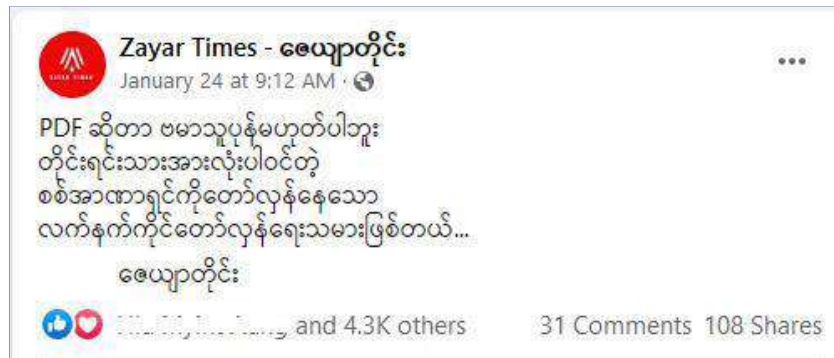 Zayar Times - ဇေယျာတိုင်း
January 24 at 9:12 AM ·
PDF ဆိုတာ ဗမာသူပုန်မဟုတ်ပါဘူး
တိုင်းရင်းသားအားလုံးပါဝင်တဲ့
စစ်အာဏာရှင်ကိုတော်လှန်နေသော
လက်နက်ကိုင်တော်လှန်ရေးသမားဖြစ်တယ်...
ဇေယျာတိုင်း
and 4.3K others 31 Comments 108 Shares